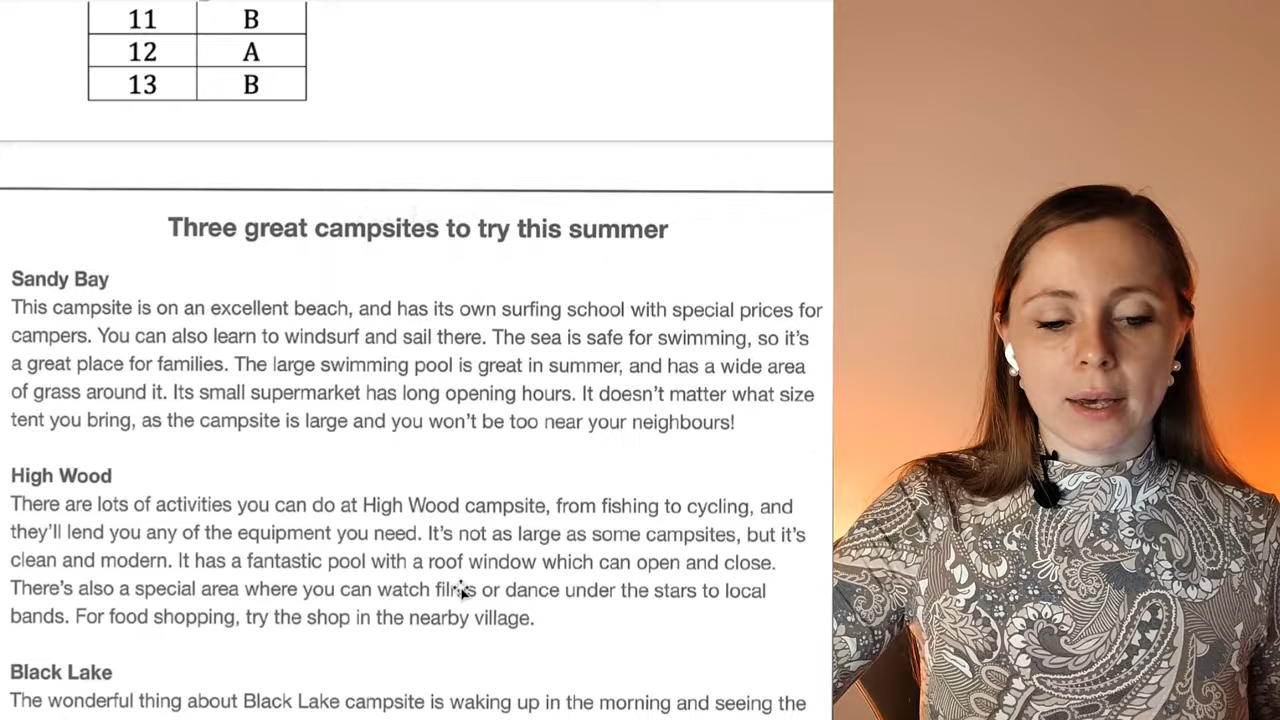 11 B
12 A
13 B
Three great campsites to try this summer
Sandy Bay
This campsite is on an excellent beach, and has its own surfing school with special prices for
campers. You can also learn to windsurf and sail there. The sea is safe for swimming, so it's
a great place for families. The large swimming pool is great in summer, and has a wide area
of grass around it. Its small supermarket has long opening hours. It doesn't matter what size
tent you bring, as the campsite is large and you won't be too near your neighbours!
High Wood
There are lots of activities you can do at High Wood campsite, from fishing to cycling, and
they'll lend you any of the equipment you need. It's not as large as some campsites, but it's
clean and modern. It has a fantastic pool with a roof window which can open and close.
There's also a special area where you can watch films or dance under the stars to local
bands. For food shopping, try the shop in the nearby village.
Black Lake
The wonderful thing about Black Lake campsite is waking up in the morning and seeing the